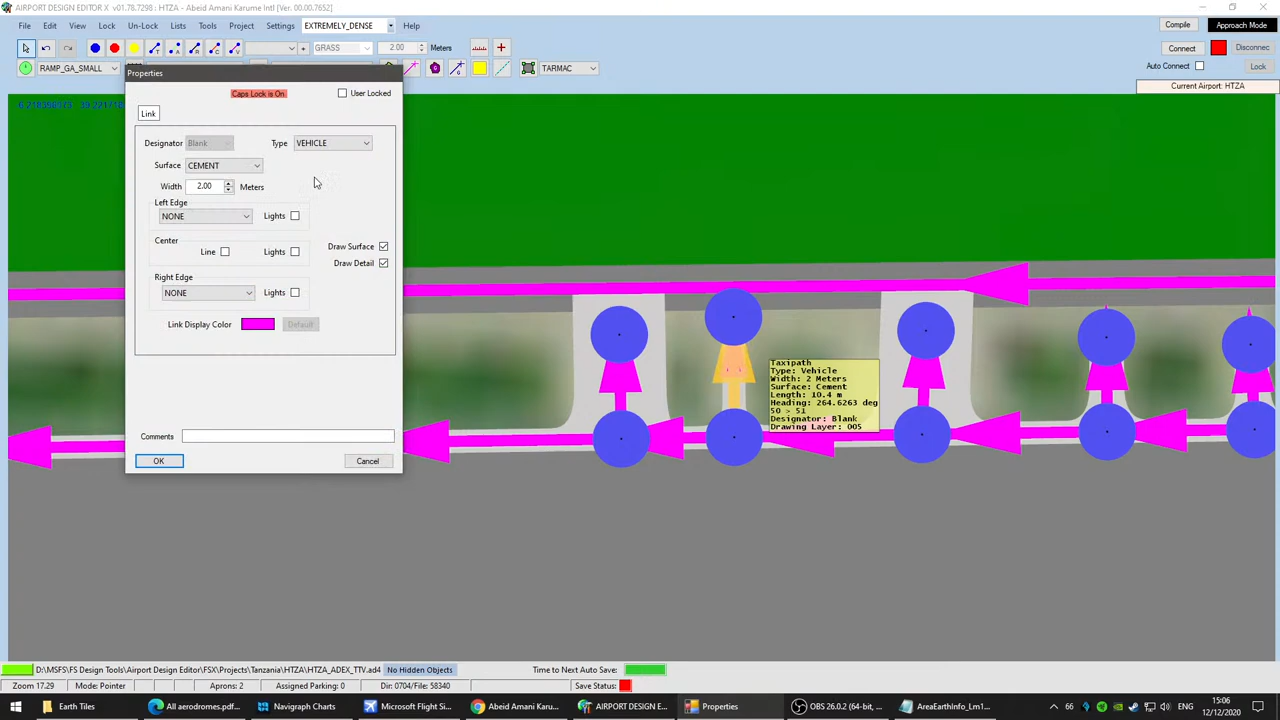 AIRPORT DESIGN EDITOR X  v01.78.7298 : HTZA - Abeid Amani Karume Intl [Ver. 00.00.7652]
File Edit View Lock Un-Link Lists Tools Project Settings EXTREMELY_DENSE Help Compile Approach Mode
GRASS 2.00 Meters Connect Disconnec
RAMP_GA_SMALL TARMAC Auto Connect Lock
Current Airport: HTZA
Properties
Caps Lock is On User Locked
Link
Designator Blank Type VEHICLE
Surface CEMENT
Width 2.00 Meters
Left Edge
NONE Lights
Center
Line Lights
Draw Surface
Draw Detail
Right Edge
NONE Lights
Link Display Color Default
Comments
OK Cancel
Taxipath
Type: Vehicle
Width: 2 Meters
Surface: Cement
Length: 10.4 m
Heading: 264.6263 deg
50 > 51
Designator: Blank
Drawing Layer: 005
D:\MSFS\FS Design Tools\Airport Design Editor\FSX\Projects\Tanzania\HTZA\HTZA_ADEX_TTV.ad4 No Hidden Objects Time to Next Auto Save:
Zoom 17.29 Mode: Pointer Aprons: 2 Assigned Parking: 0 Dir: 0704/File: 58340 Save Status:
Earth Tiles All aerodromes.pdf... Navigraph Charts Microsoft Flight Si... Abeid Amani Karum... AIRPORT DESIGN E... Properties OBS 26.0.2 (64-bit, ... AreaEarthInfo_Lm1... 66 15:06
12/12/2020